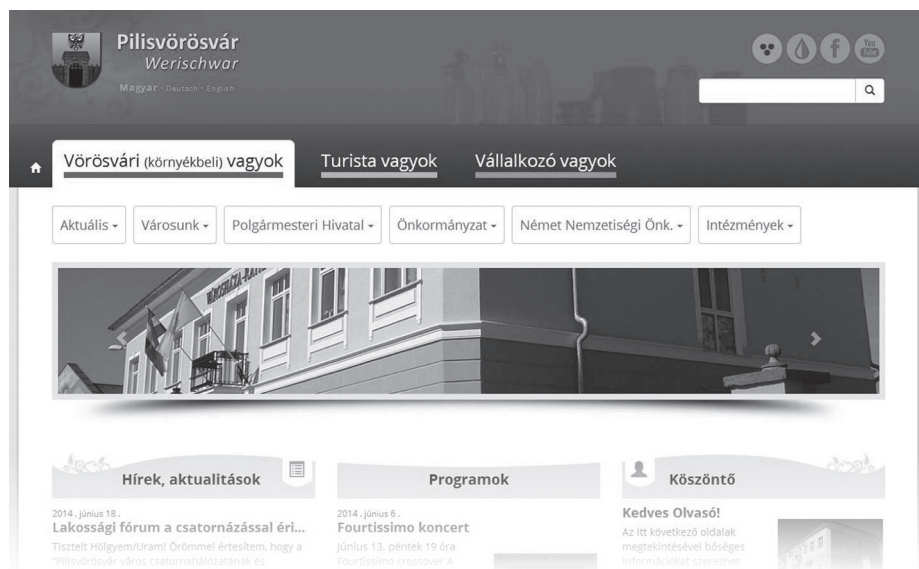 Pilisvörösvár
Werischwar
Magyar · Deutsch · English
You
Tube
Vörösvári (környékbeli) vagyok
Turista vagyok
Vállalkozó vagyok
Aktuális
Városunk
Polgármesteri Hivatal
Önkormányzat
Német Nemzetiségi Önk.
Intézmények
Hírek, aktualitások
2014. június 18.
Lakossági fórum a csatornázással éri...
Tisztelt Hölgyem/Uram! Örömmel értesítem, hogy a
"Pilisvörösvár város csatornahálózatának és
Programok
2014. június 6.
Fourtissimo koncert
Június 13. péntek 19 óra
Fourtissimo crossover A
Köszöntő
Kedves Olvasó!
Az itt következő oldalak
megtekintésével bőséges
információkat szerezhet